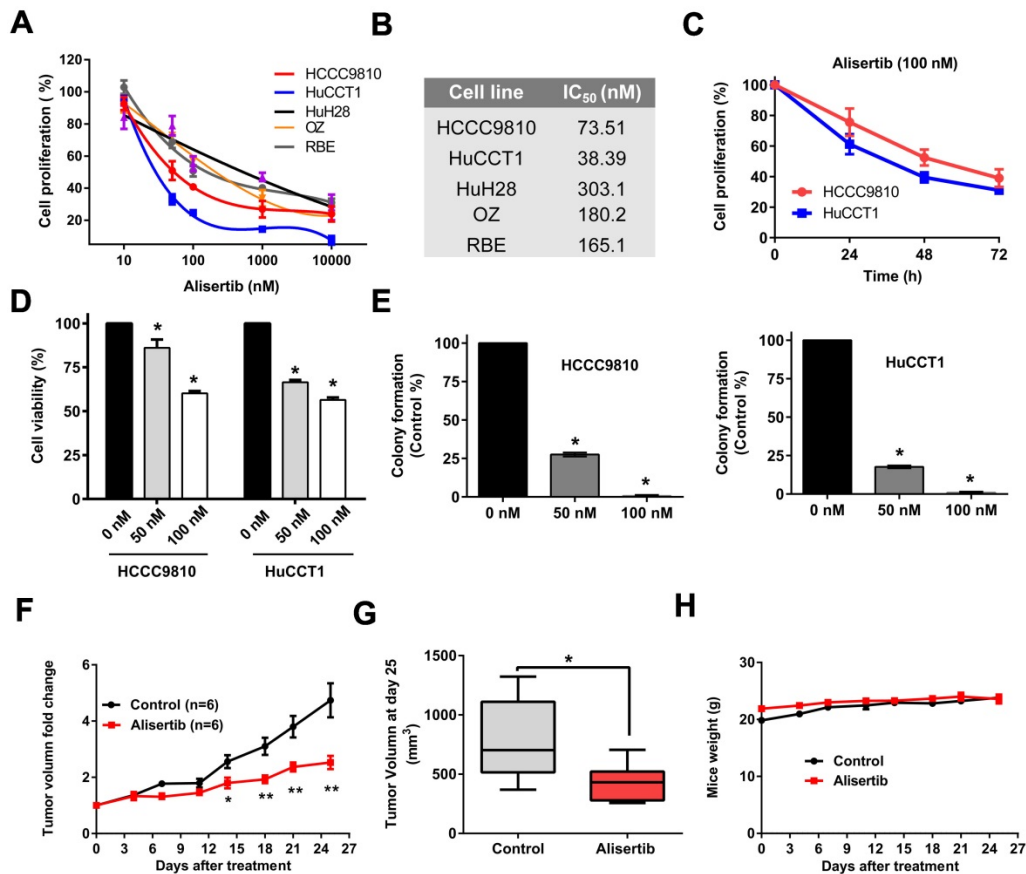 A
Cell proliferation ( %)
120
100
80
60
40
20
10
100
1000
10000
Alisertib (nM)
HCCC9810
HuCCT1
HuH28
OZ
RBE
B
Cell line IC50 (nM)
HCCC9810 73.51
HuCCT1 38.39
HuH28 303.1
OZ 180.2
RBE 165.1
C
Alisertib (100 nM)
Cell proliferation (%)
100
80
60
40
20
0
0
24
48
72
Time (h)
HCCC9810
HuCCT1
D
Cell viability (%)
100
75
50
25
0
*
*
*
*
0 nM
50 nM
100 nM
0 nM
50 nM
100 nM
HCCC9810
HuCCT1
E
Colony formation
(Control %)
100
75
50
25
0
HCCC9810
*
*
0 nM
50 nM
100 nM
Colony formation
(Control %)
100
75
50
25
0
HuCCT1
*
*
0 nM
50 nM
100 nM
F
Tumor volumn fold change
6
4
2
0
Control (n=6)
Alisertib (n=6)
*
**
**
**
0 3 6 9 12 15 18 21 24 27
Days after treatment
G
Tumor Volumn at day 25
(mm3)
1500
1000
500
0
*
Control
Alisertib
H
Mice weight (g)
30
20
10
0
Control
Alisertib
0 3 6 9 12 15 18 21 24 27
Days after treatment